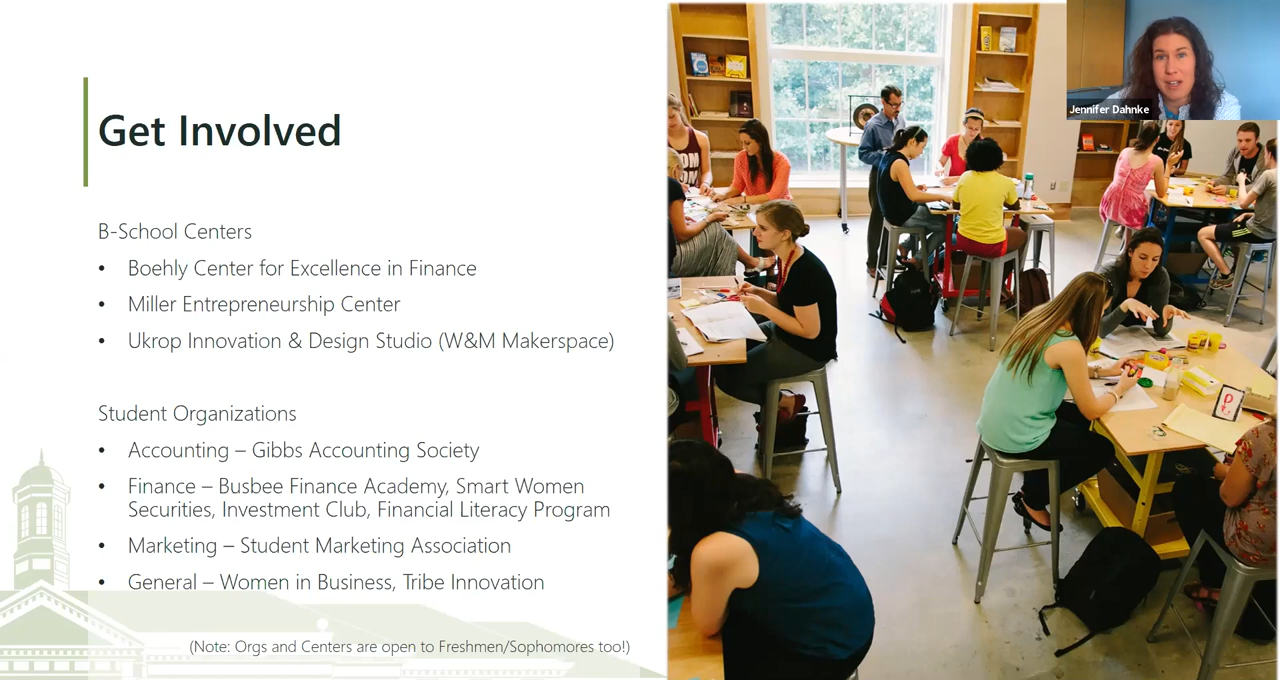 Get Involved
B-School Centers
• Boehly Center for Excellence in Finance
• Miller Entrepreneurship Center
• Ukrop Innovation & Design Studio (W&M Makerspace)
Student Organizations
• Accounting – Gibbs Accounting Society
• Finance – Busbee Finance Academy, Smart Women
Securities, Investment Club, Financial Literacy Program
• Marketing – Student Marketing Association
• General – Women in Business, Tribe Innovation
(Note: Orgs and Centers are open to Freshmen/Sophomores too!)
Jennifer Dahnke